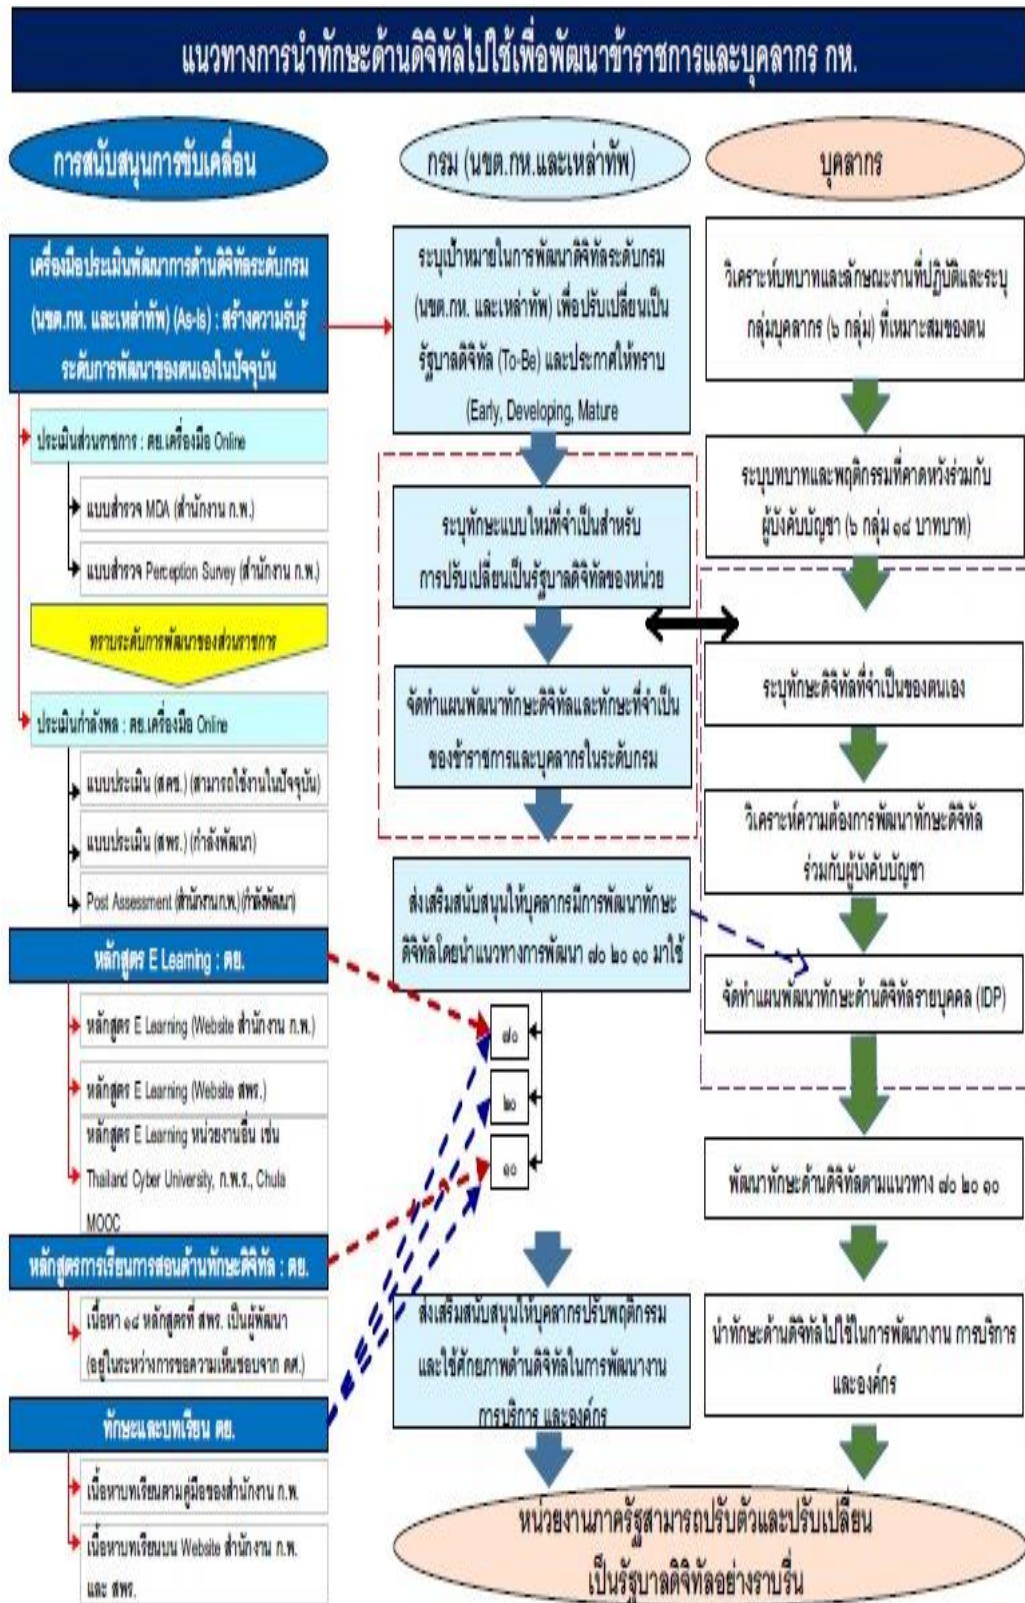 แนวทางการนำทักษะด้านดิจิทัลไปใช้เพื่อพัฒนาข้าราชการและบุคลากร กห.
การสนับสนุนการขับเคลื่อน
เครื่องมือประเมินพัฒนาการด้านดิจิทัลระดับกรม
(นขต.กห. และเหล่าทัพ) (As-Is) : สร้างความรับรู้
ระดับการพัฒนาของตนเองในปัจจุบัน
ประเมินส่วนราชการ : ตย.เครื่องมือ Online
แบบสำรวจ MDA (สำนักงาน ก.พ.)
แบบสำรวจ Perception Survey (สำนักงาน ก.พ.)
ทราบระดับการพัฒนาของส่วนราชการ
ประเมินกำลังพล : ตย.เครื่องมือ Online
แบบประเมิน (สคช.) (สามารถใช้งานในปัจจุบัน)
แบบประเมิน (สพร.) (กำลังพัฒนา)
Post Assessment (สำนักงานก.พ.) (กำลังพัฒนา)
หลักสูตร E Learning : ตย.
หลักสูตร E Learning (Website สำนักงาน ก.พ.)
หลักสูตร E Learning (Website สพร.)
หลักสูตร E Learning หน่วยงานอื่น เช่น
Thailand Cyber University, ก.พ.ร., Chula
MOOC
หลักสูตรการเรียนการสอนด้านทักษะดิจิทัล : ตย.
เนื้อหา ๑๘ หลักสูตรที่ สพร. เป็นผู้พัฒนา
(อยู่ในระหว่างการขอความเห็นชอบจาก ดศ.)
ทักษะและบทเรียน ตย.
เนื้อหาบทเรียนตามคู่มือของสำนักงาน ก.พ.
เนื้อหาบทเรียนบน Website สำนักงาน ก.พ.
และ สพร.
กรม (นขต.กห.และเหล่าทัพ)
ระบุเป้าหมายในการพัฒนาดิจิทัลระดับกรม
(นขต.กห. และเหล่าทัพ) เพื่อปรับเปลี่ยนเป็น
รัฐบาลดิจิทัล (To-Be) และประกาศให้ทราบ
(Early, Developing, Mature
ระบุทักษะแบบใหม่ที่จำเป็นสำหรับ
การปรับเปลี่ยนเป็นรัฐบาลดิจิทัลของหน่วย
จัดทำแผนพัฒนาทักษะดิจิทัลและทักษะที่จำเป็น
ของข้าราชการและบุคลากรในระดับกรม
ส่งเสริมสนับสนุนให้บุคลากรมีการพัฒนาทักษะ
ดิจิทัลโดยนำแนวทางการพัฒนา ๗๐ ๒๐ ๑๐ มาใช้
๗๐
๒๐
๑๐
ส่งเสริมสนับสนุนให้บุคลากรปรับพฤติกรรม
และใช้ศักยภาพด้านดิจิทัลในการพัฒนางาน
การบริการ และองค์กร
บุคลากร
วิเคราะห์บทบาทและลักษณะงานที่ปฏิบัติและระบุ
กลุ่มบุคลากร (๖ กลุ่ม) ที่เหมาะสมของตน
ระบุบทบาทและพฤติกรรมที่คาดหวังร่วมกับ
ผู้บังคับบัญชา (๖ กลุ่ม ๑๘ บาทบาท)
ระบุทักษะดิจิทัลที่จำเป็นของตนเอง
วิเคราะห์ความต้องการพัฒนาทักษะดิจิทัล
ร่วมกับผู้บังคับบัญชา
จัดทำแผนพัฒนาทักษะด้านดิจิทัลรายบุคคล (IDP)
พัฒนาทักษะด้านดิจิทัลตามแนวทาง ๗๐ ๒๐ ๑๐
นำทักษะด้านดิจิทัลไปใช้ในการพัฒนางาน การบริการ
และองค์กร
หน่วยงานภาครัฐสามารถปรับตัวและปรับเปลี่ยน
เป็นรัฐบาลดิจิทัลอย่างราบรื่น